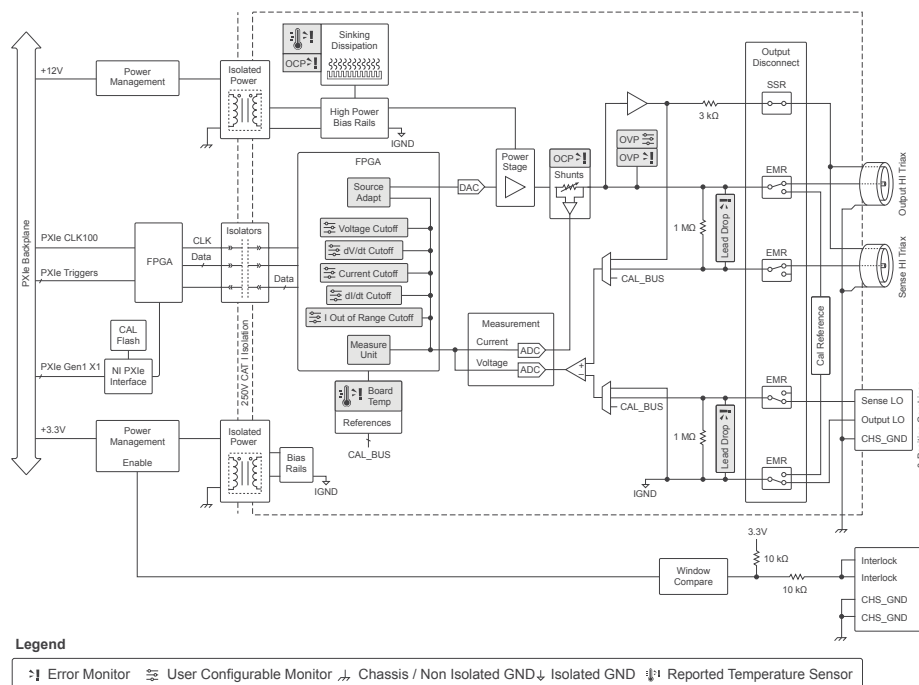 Sinking
Dissipation
OCP
Output
Disconnect
+12V
Power
Management
Isolated
Power
SSR
High Power
Bias Rails
3 kΩ
IGND
OVP
OVP
FPGA
Power
Stage
OCP
Shunts
EMR
Output HI Triax
Source
Adapt
DAC
PXIe Backplane
1 MΩ
Lead Drop
PXIe CLK100
CLK
Isolators
Voltage Cutoff
FPGA
Data
dV/dt Cutoff
EMR
Sense HI Triax
PXIe Triggers
Data
Current Cutoff
CAL_BUS
dI/dt Cutoff
I Out of Range Cutoff
Measurement
Cal Reference
CAL
Flash
Measure
Unit
Current
ADC
Voltage
ADC
PXIe Gen1 X1
NI PXIe
Interface
250V CAT I Isolation
Board
Temp
EMR
Sense LO
CAL_BUS
References
Output LO
+3.3V
Power
Management
Isolated
Power
1 MΩ
Lead Drop
CHS_GND
CAL_BUS
Enable
Bias
Rails
EMR
IGND
IGND
3.3V
10 kΩ
Interlock
Window
Compare
Interlock
10 kΩ
CHS_GND
CHS_GND
Legend
Error Monitor User Configurable Monitor Chassis / Non Isolated GND Isolated GND Reported Temperature Sensor